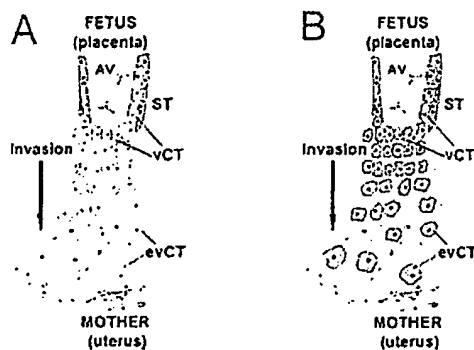 A
FETUS
(placenta)
AV
ST
vCT
Invasion
evCT
MOTHER
(uterus)
B
FETUS
(placenta)
AV
ST
vCT
Invasion
evCT
MOTHER
(uterus)